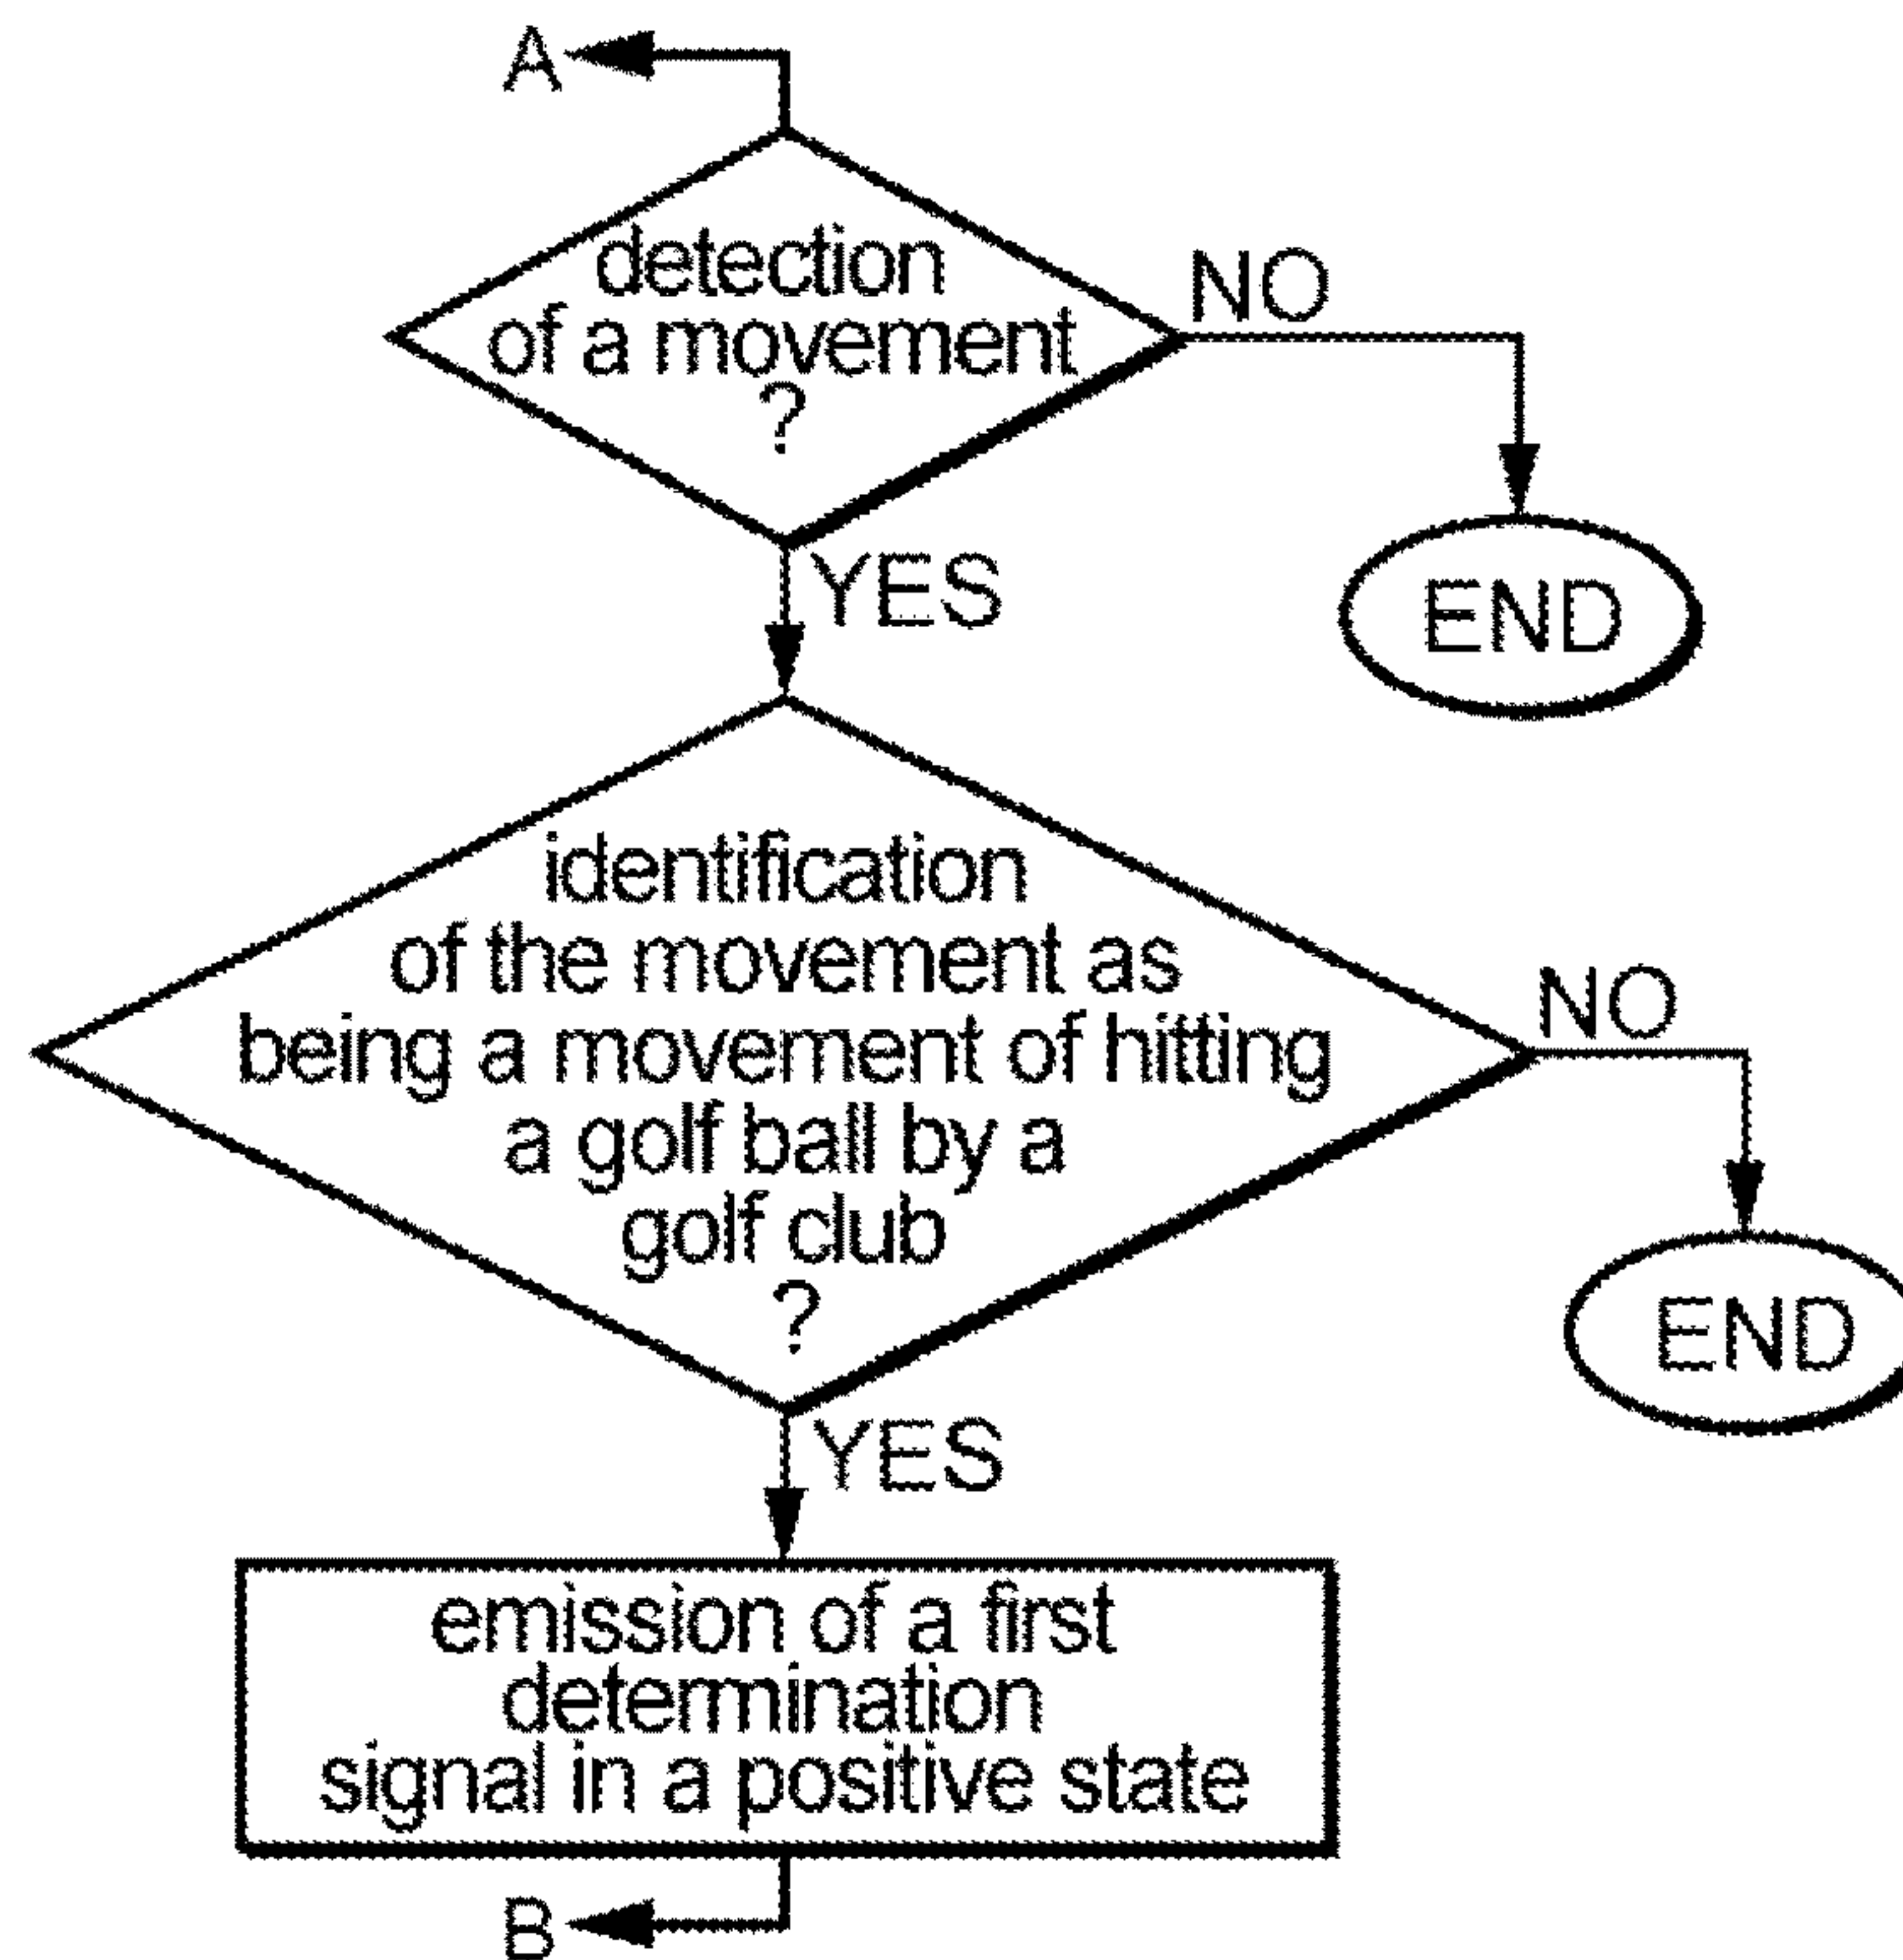 A
detection
of a movement
?
NO
END
YES
identification
of the movement as
being a movement of hitting
a golf ball by a
golf club
?
NO
END
YES
emission of a first
determination
signal in a positive state
B